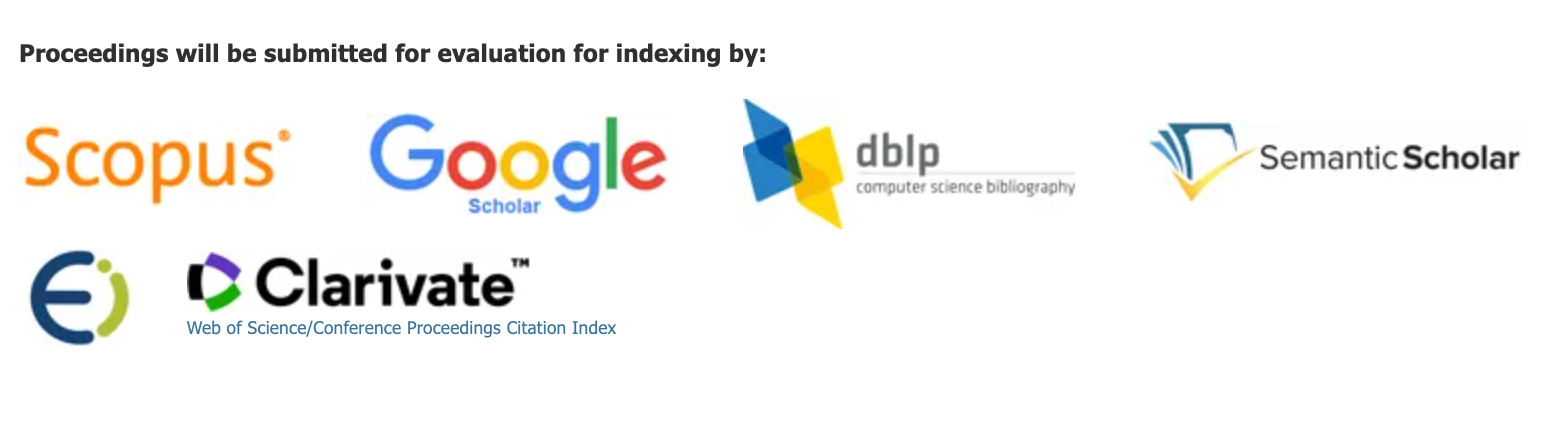 Proceedings will be submitted for evaluation for indexing by:
Scopus®
Google
Scholar
dblp
computer science bibliography
Semantic Scholar
Ei
Clarivate™
Web of Science/Conference Proceedings Citation Index